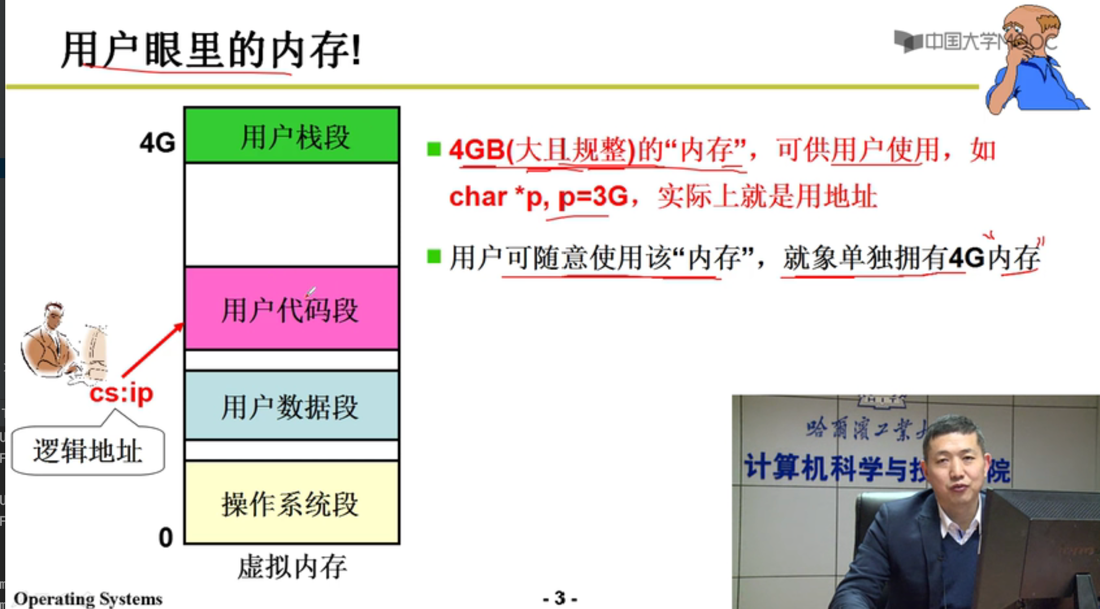 用户眼里的内存!
中国大学MOOC
4G
用户栈段
用户代码段
用户数据段
操作系统段
0
虚拟内存
cs:ip
逻辑地址
4GB(大且规整)的“内存”，可供用户使用，如
char *p, p=3G，实际上就是用地址
用户可随意使用该“内存”，就象单独拥有4G内存
哈尔滨工业大
计算机科学与技 院
Operating Systems
- 3 -